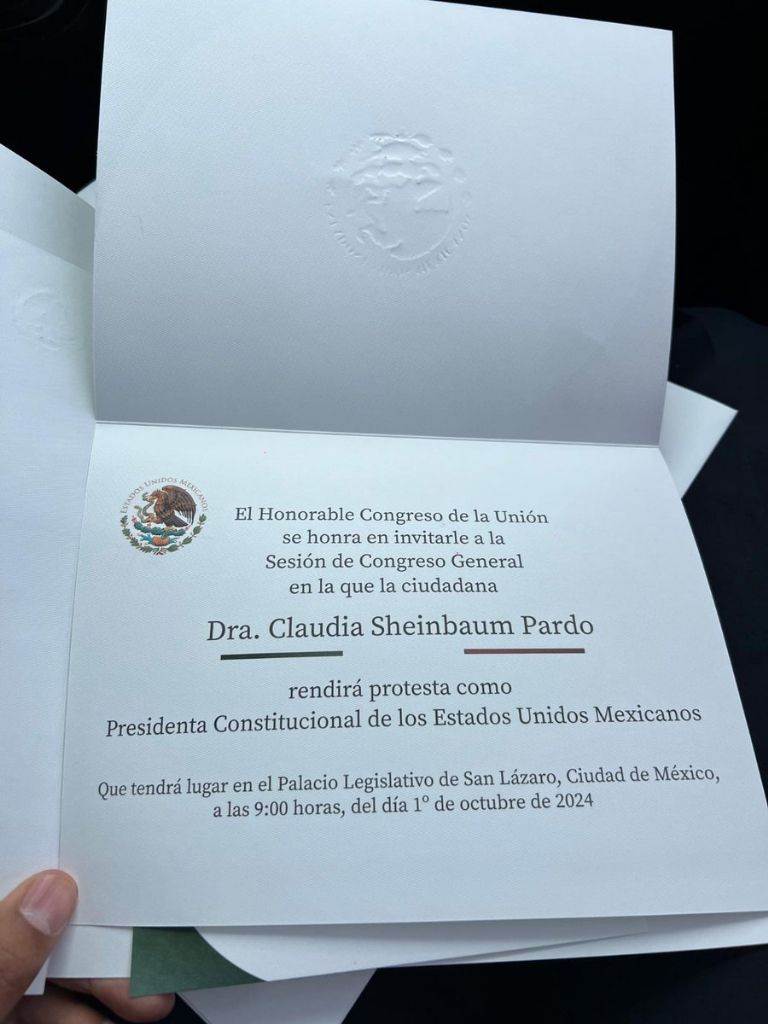 ESTADOS UNIDOS MEXICANOS
El Honorable Congreso de la Unión
se honra en invitarle a la
Sesión de Congreso General
en la que la ciudadana
Dra. Claudia Sheinbaum Pardo
rendirá protesta como
Presidenta Constitucional de los Estados Unidos Mexicanos
Que tendrá lugar en el Palacio Legislativo de San Lázaro, Ciudad de México,
a las 9:00 horas, del día 1º de octubre de 2024